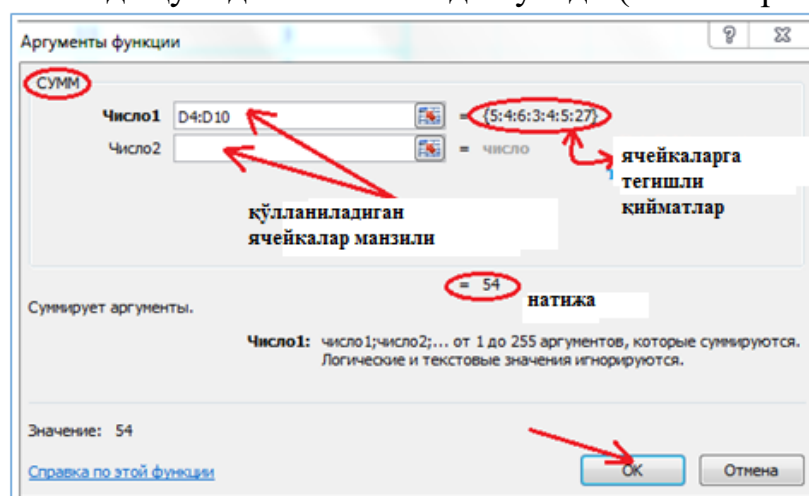 Аргументы функции
СУММ
Число1 D4:D10 = {5:4:6:3:4:5:27}
Число2 = число
ячейкаларга
тегишли
қийматлар
қўлланиладиган
ячейкалар манзили
= 54
натижа
Суммирует аргументы.
Число1: число1;число2;... от 1 до 255 аргументов, которые суммируются.
Логические и текстовые значения игнорируются.
Значение: 54
Справка по этой функции
ОК
Отмена